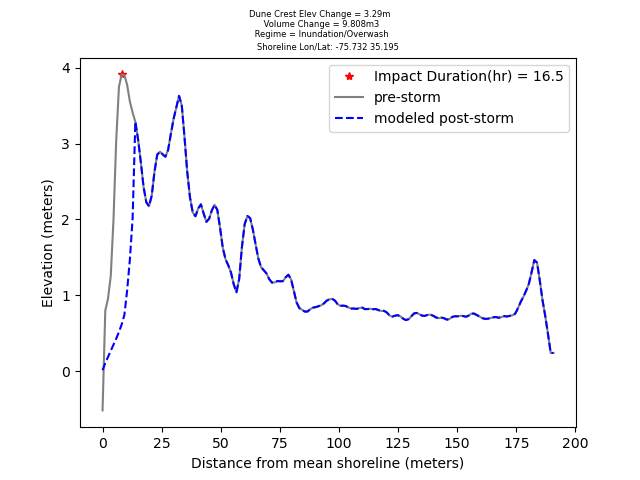 Dune Crest Elev Change = 3.29m
Volume Change = 9.808m3
Regime = Inundation/Overwash
Shoreline Lon/Lat: -75.732 35.195
Impact Duration(hr) = 16.5
pre-storm
modeled post-storm
Elevation (meters)
4
3
2
1
0
0 25 50 75 100 125 150 175 200
Distance from mean shoreline (meters)